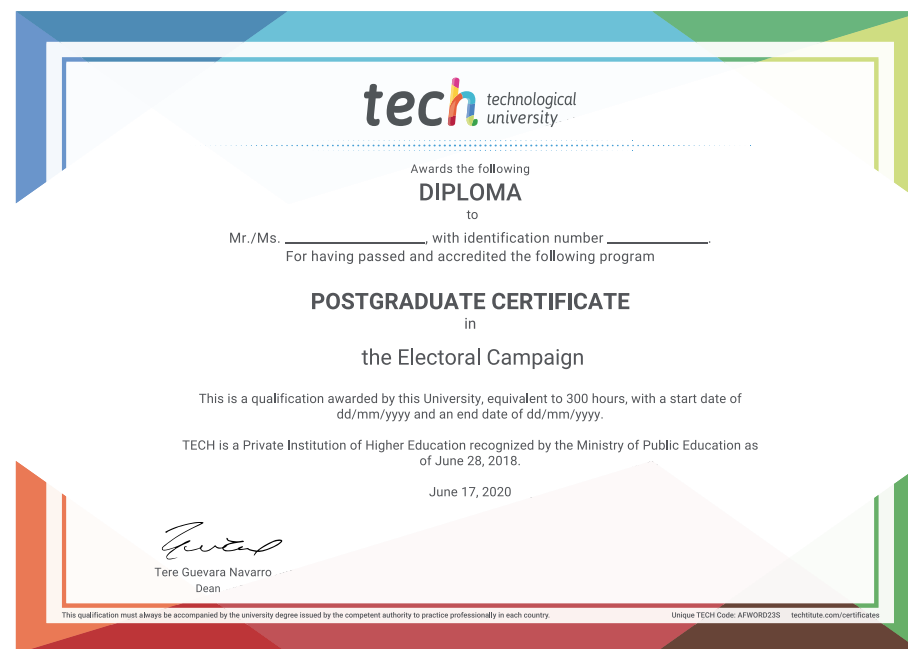 tech technological
university
Awards the following
DIPLOMA
to
Mr./Ms. ____________, with identification number ____________.
For having passed and accredited the following program
POSTGRADUATE CERTIFICATE
in
the Electoral Campaign
This is a qualification awarded by this University, equivalent to 300 hours, with a start date of
dd/mm/yyyy and an end date of dd/mm/yyyy.
TECH is a Private Institution of Higher Education recognized by the Ministry of Public Education as
of June 28, 2018.
June 17, 2020
Tere Guevara Navarro
Dean
This qualification must always be accompanied by the university degree issued by the competent authority to practice professionally in each country. Unique TECH Code: AFWORD23S techtitute.com/certificates